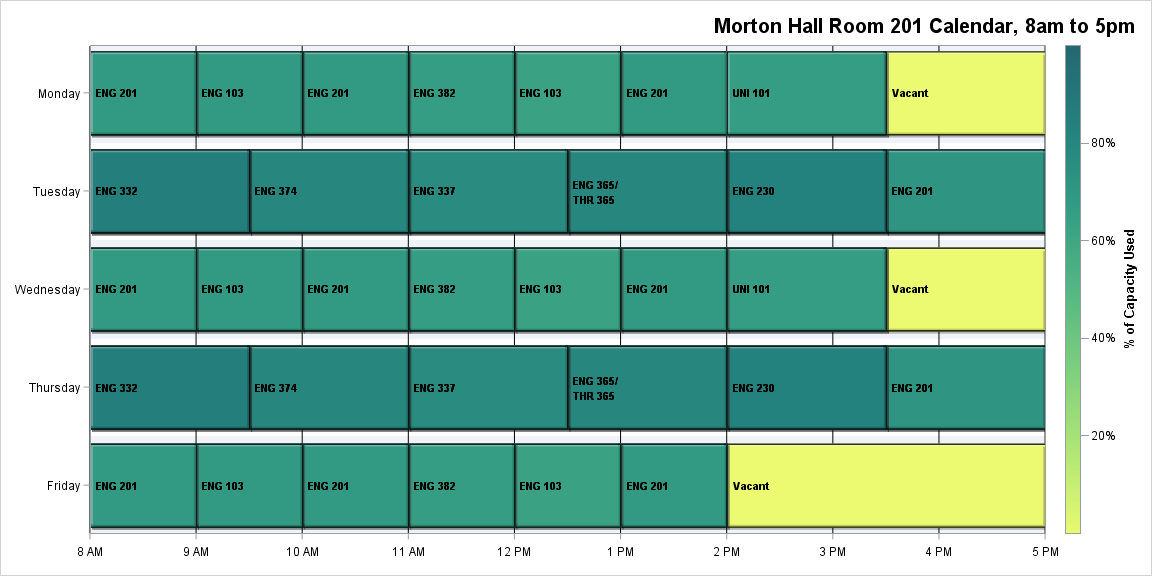 Morton Hall Room 201 Calendar, 8am to 5pm
Monday
ENG 201
ENG 103
ENG 201
ENG 382
ENG 103
ENG 201
UNI 101
Vacant
Tuesday
ENG 332
ENG 374
ENG 337
ENG 365/
THR 365
ENG 230
ENG 201
Wednesday
ENG 201
ENG 103
ENG 201
ENG 382
ENG 103
ENG 201
UNI 101
Vacant
Thursday
ENG 332
ENG 374
ENG 337
ENG 365/
THR 365
ENG 230
ENG 201
Friday
ENG 201
ENG 103
ENG 201
ENG 382
ENG 103
ENG 201
Vacant
8 AM
9 AM
10 AM
11 AM
12 PM
1 PM
2 PM
3 PM
4 PM
5 PM
80%
60%
40%
20%
% of Capacity Used